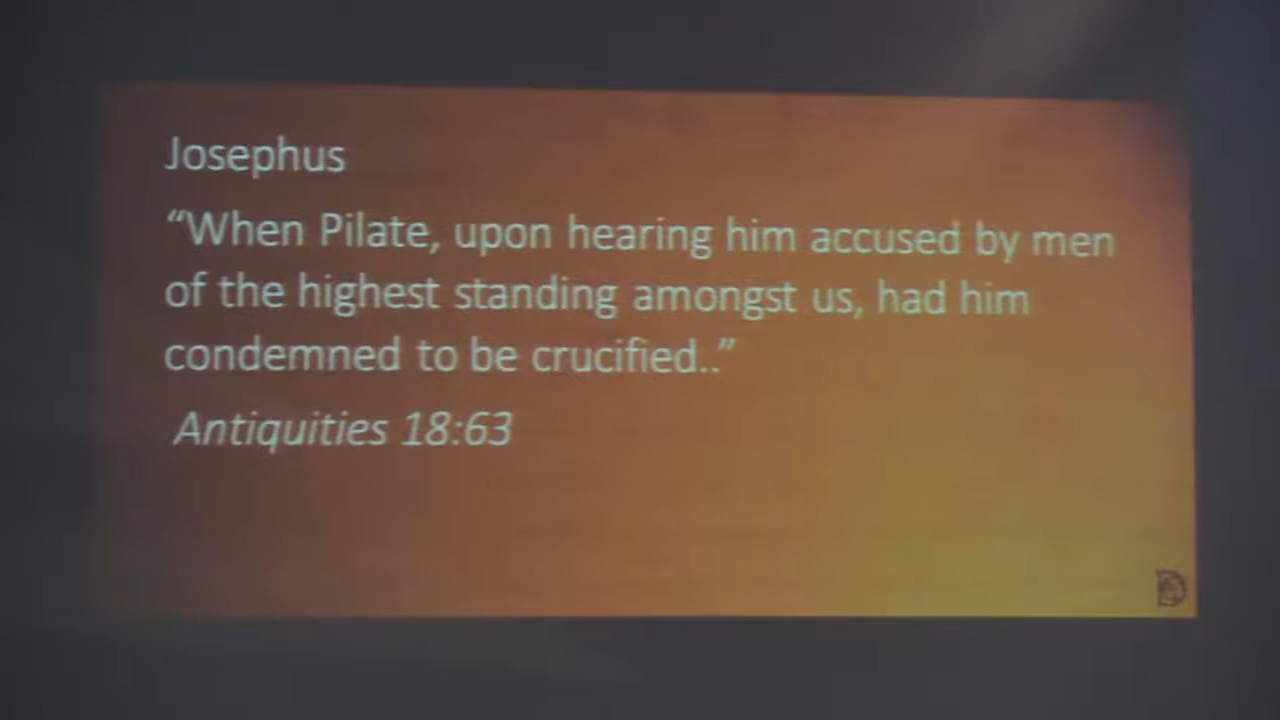 Josephus
“When Pilate, upon hearing him accused by men
of the highest standing amongst us, had him
condemned to be crucified..”
Antiquities 18:63